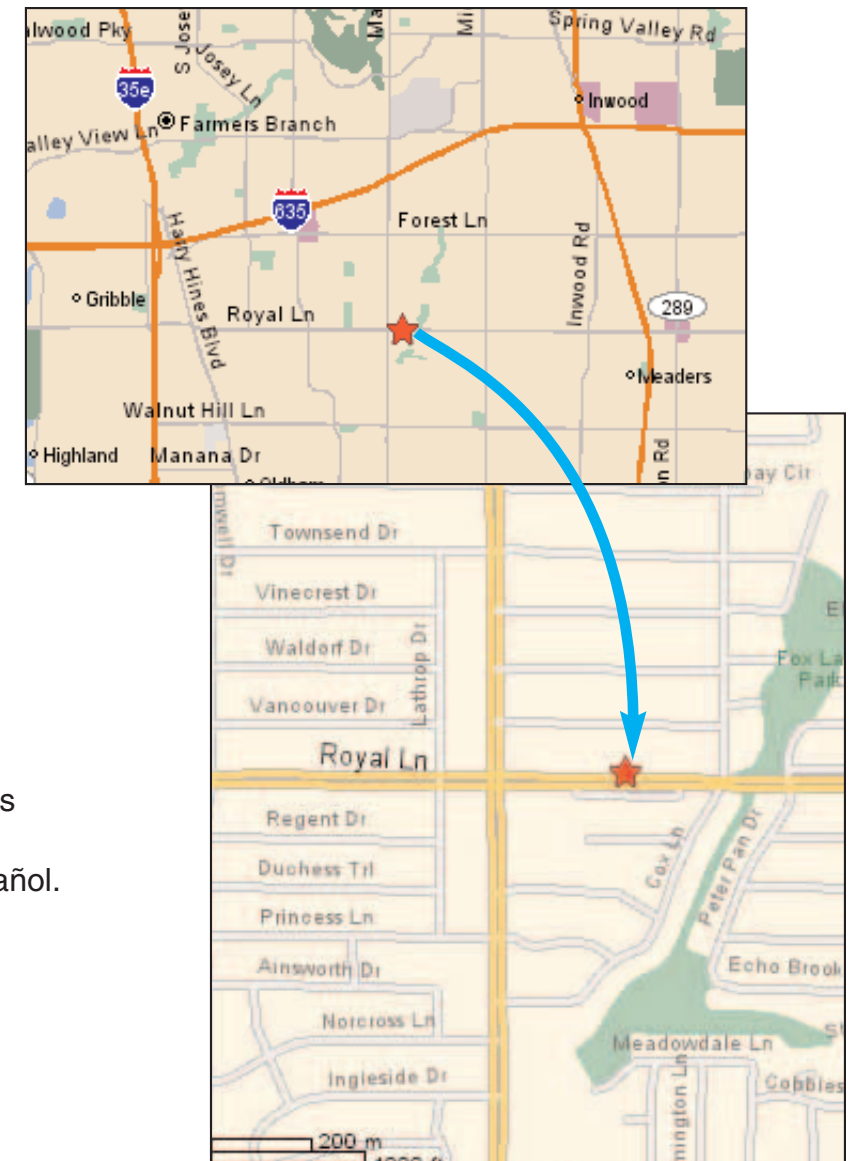 Spring Valley Rd
S Jose
Josey Ln
35e
Inwood
Farmers Branch
alley View Ln
635
Forest Ln
Harry Hines Blvd
Inwood Rd
Gribble
Royal Ln
289
Meaders
Walnut Hill Ln
Highland
Manana Dr
Townsend Dr
Vinecrest Dr
Waldorf Dr
Lathrop Dr
Fox La
Park
Vancouver Dr
Royal Ln
s
Regent Dr
Cox Ln
Peter Pan Dr
Duchess Trl
añol.
Princess Ln
Ainsworth Dr
Echo Brook
Norcross Ln
Meadowdale Ln
Ingleside Dr
Cobbles
mington Ln
200 m